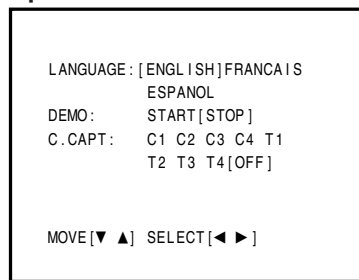 LANGUAGE:[ENGLISH]FRANCAIS
ESPANOL
DEMO: START[STOP]
C.CAPT: C1 C2 C3 C4 T1
T2 T3 T4[OFF]
MOVE[▼ ▲] SELECT[◀ ▶]